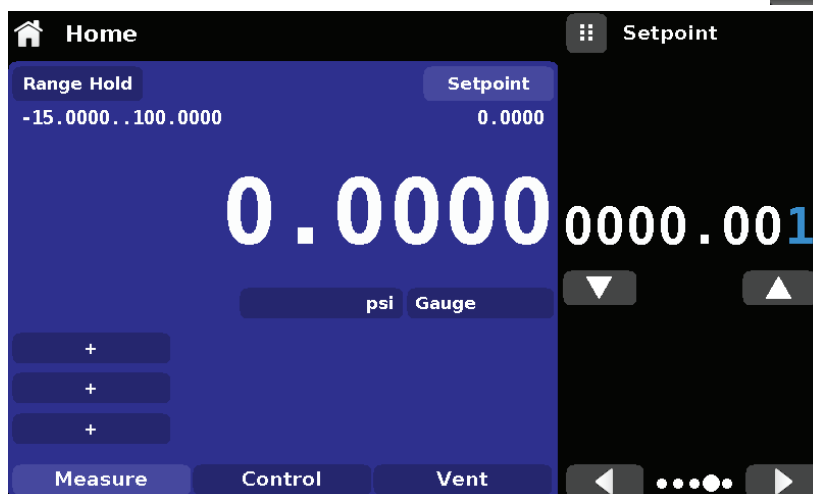 Home
Setpoint
Range Hold
Setpoint
-15.0000..100.0000
0.0000
0.0000
0000.001
psi
Gauge
+
+
+
Measure
Control
Vent